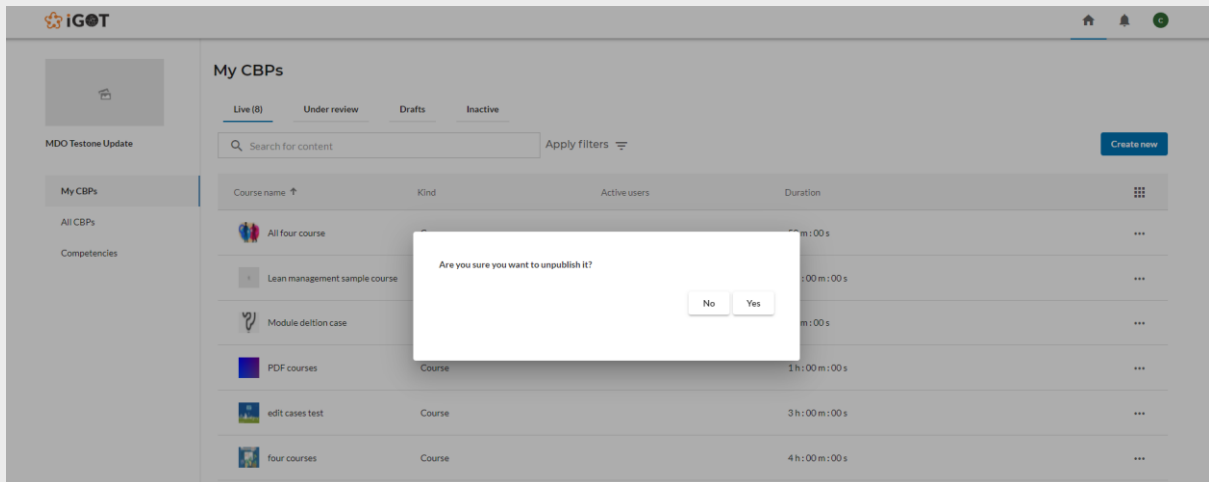 iGOT
C
My CBPs
Live (8) Under review Drafts Inactive
MDO Testone Update
Search for content Apply filters Create new
My CBPs
Course name Kind Active users Duration
All CBPs
All four course m : 00 s
Competencies
Are you sure you want to unpublish it?
Lean management sample course : 00 m : 00 s
No Yes
Module deltion case m : 00 s
PDF courses Course 1 h : 00 m : 00 s
edit cases test Course 3 h : 00 m : 00 s
four courses Course 4 h : 00 m : 00 s